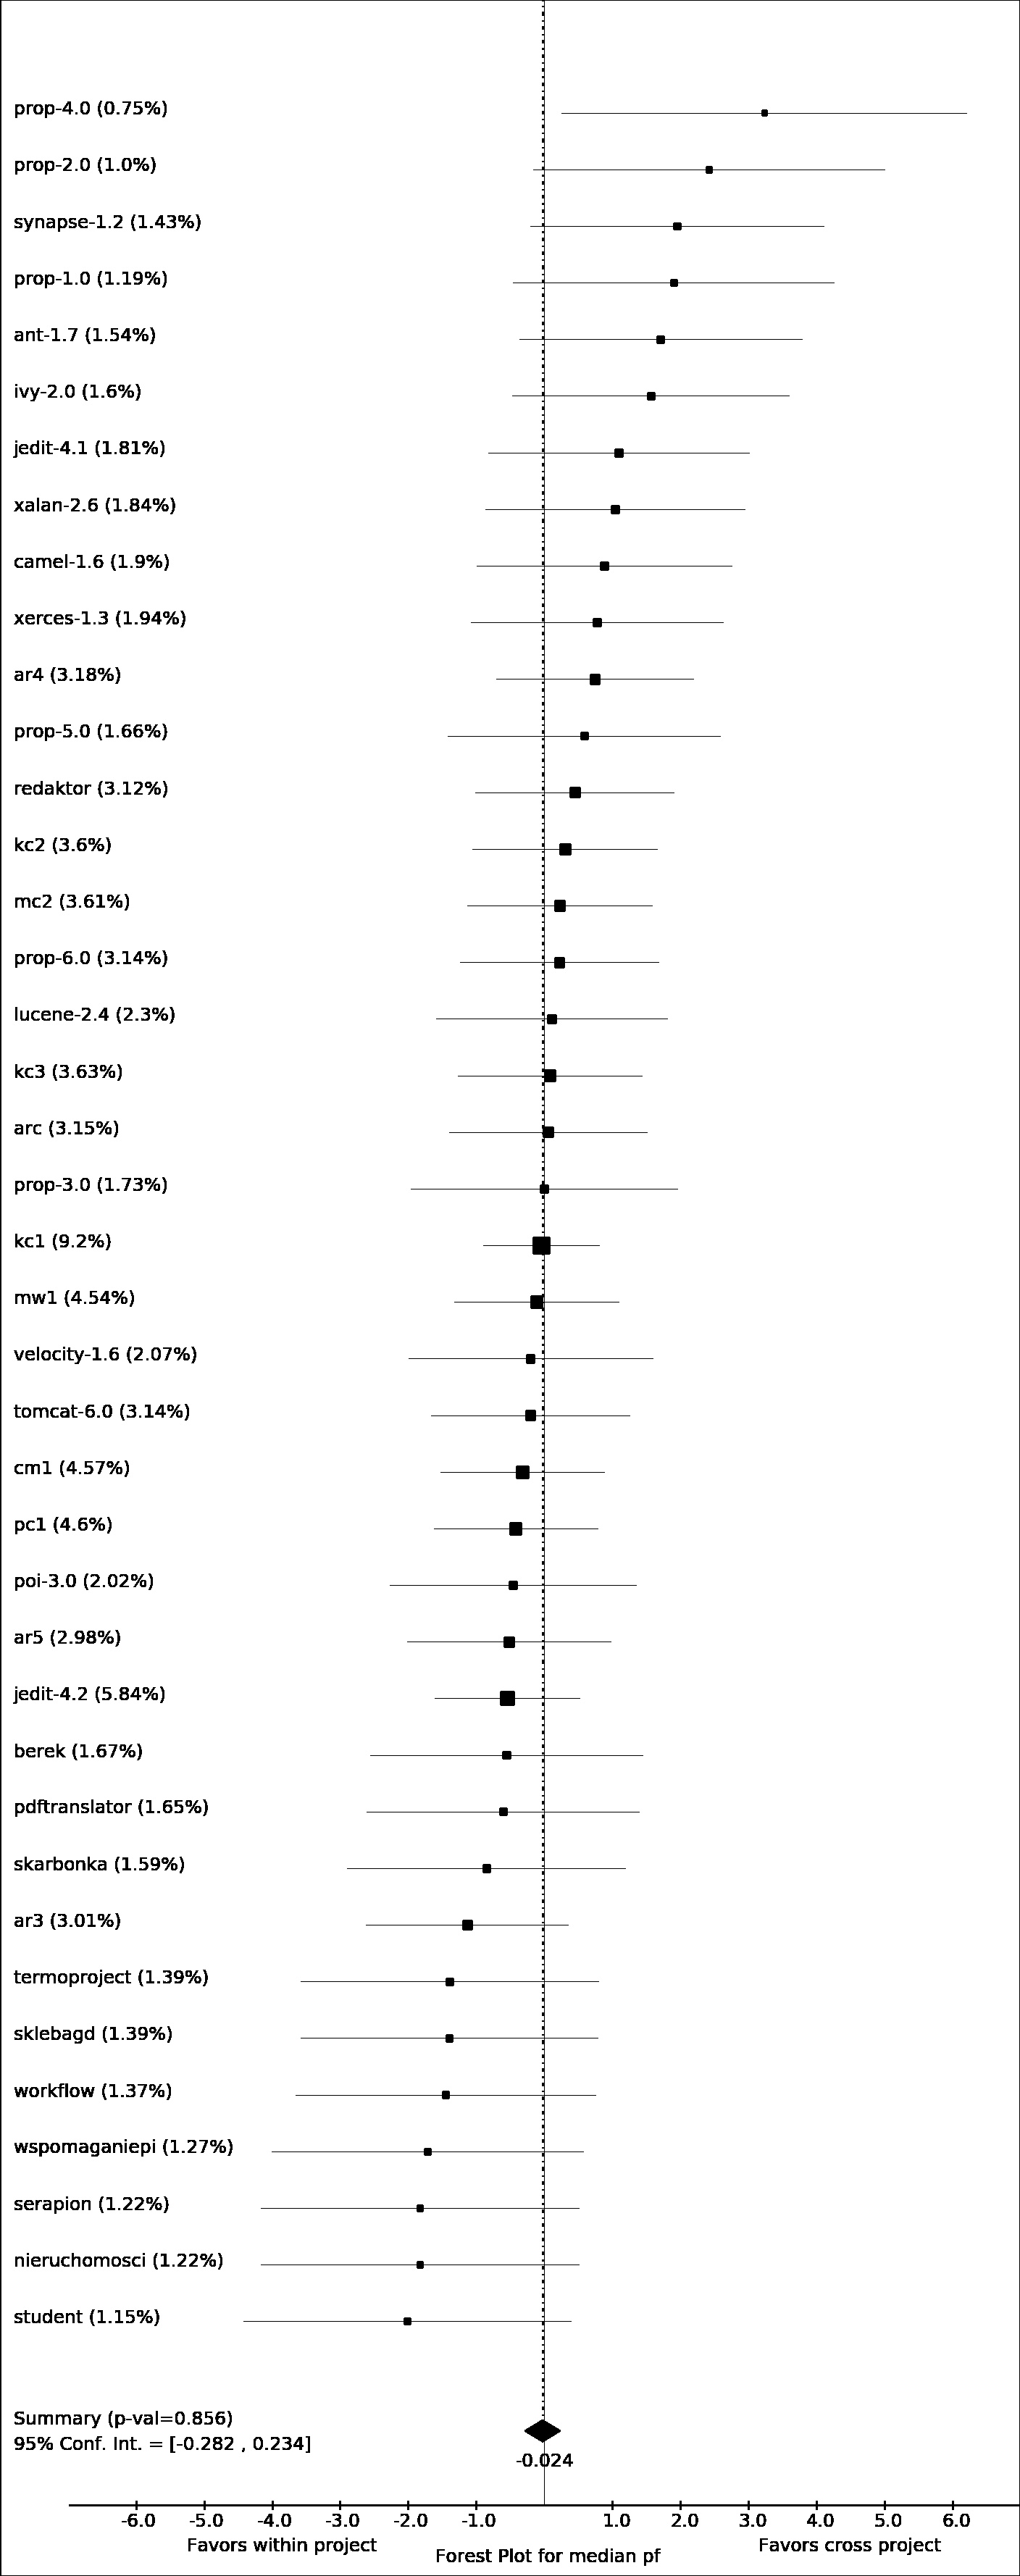 prop-4.0 (0.75%)
prop-2.0 (1.0%)
synapse-1.2 (1.43%)
prop-1.0 (1.19%)
ant-1.7 (1.54%)
ivy-2.0 (1.6%)
jedit-4.1 (1.81%)
xalan-2.6 (1.84%)
camel-1.6 (1.9%)
xerces-1.3 (1.94%)
ar4 (3.18%)
prop-5.0 (1.66%)
redaktor (3.12%)
kc2 (3.6%)
mc2 (3.61%)
prop-6.0 (3.14%)
lucene-2.4 (2.3%)
kc3 (3.63%)
arc (3.15%)
prop-3.0 (1.73%)
kc1 (9.2%)
mw1 (4.54%)
velocity-1.6 (2.07%)
tomcat-6.0 (3.14%)
cm1 (4.57%)
pc1 (4.6%)
poi-3.0 (2.02%)
ar5 (2.98%)
jedit-4.2 (5.84%)
berek (1.67%)
pdftranslator (1.65%)
skarbonka (1.59%)
ar3 (3.01%)
termoproject (1.39%)
sklebagd (1.39%)
workflow (1.37%)
wspomaganiepi (1.27%)
serapion (1.22%)
nieruchomosci (1.22%)
student (1.15%)
Summary (p-val=0.856)
95% Conf. Int. = [-0.282 , 0.234]
-0.024
-6.0 -5.0 -4.0 -3.0 -2.0 -1.0 1.0 2.0 3.0 4.0 5.0 6.0
Favors within project Favors cross project
Forest Plot for median pf